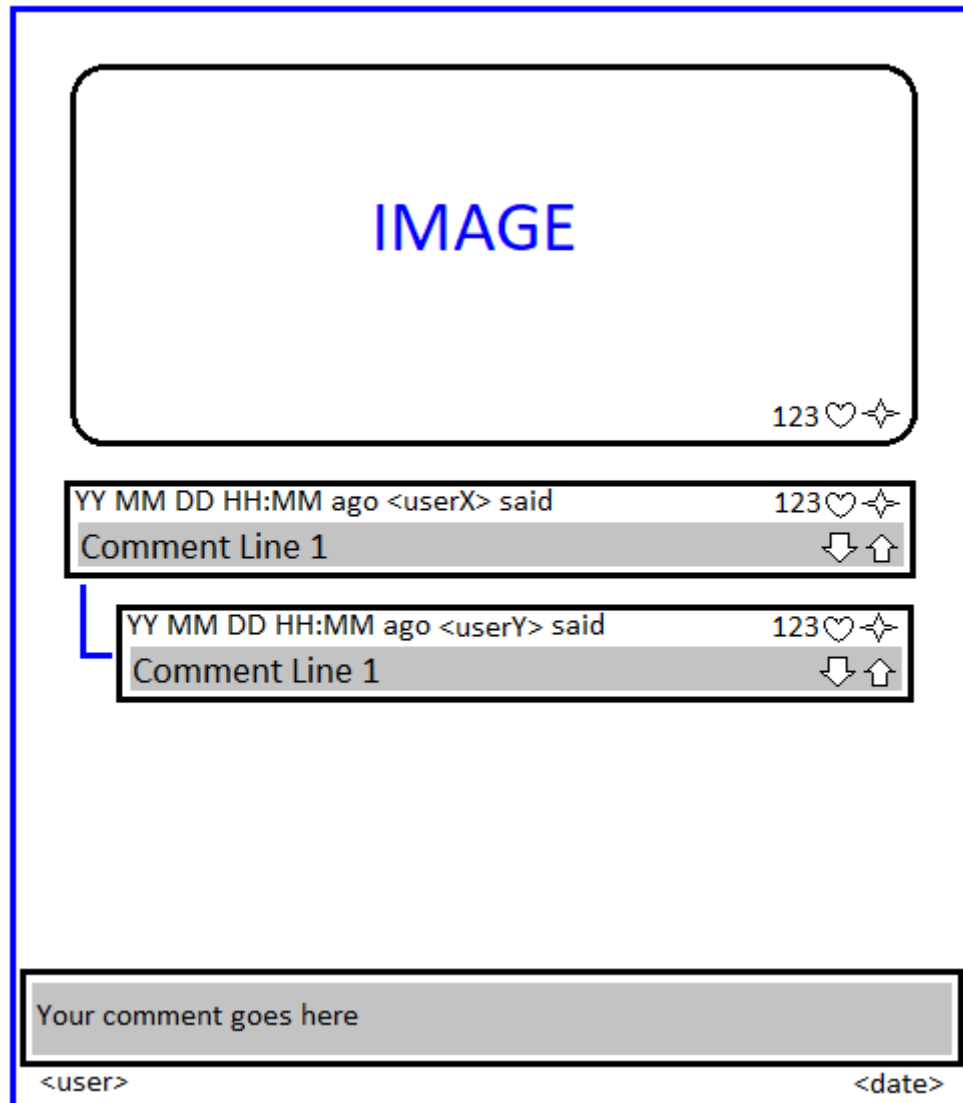 IMAGE
123
YY MM DD HH:MM ago <userX> said 123
Comment Line 1
YY MM DD HH:MM ago <userY> said 123
Comment Line 1
Your comment goes here
<user> <date>